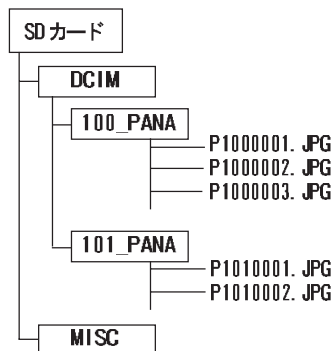 SDカード
DCIM
100_PANA
P1000001. JPG
P1000002. JPG
P1000003. JPG
101_PANA
P1010001. JPG
P1010002. JPG
MISC